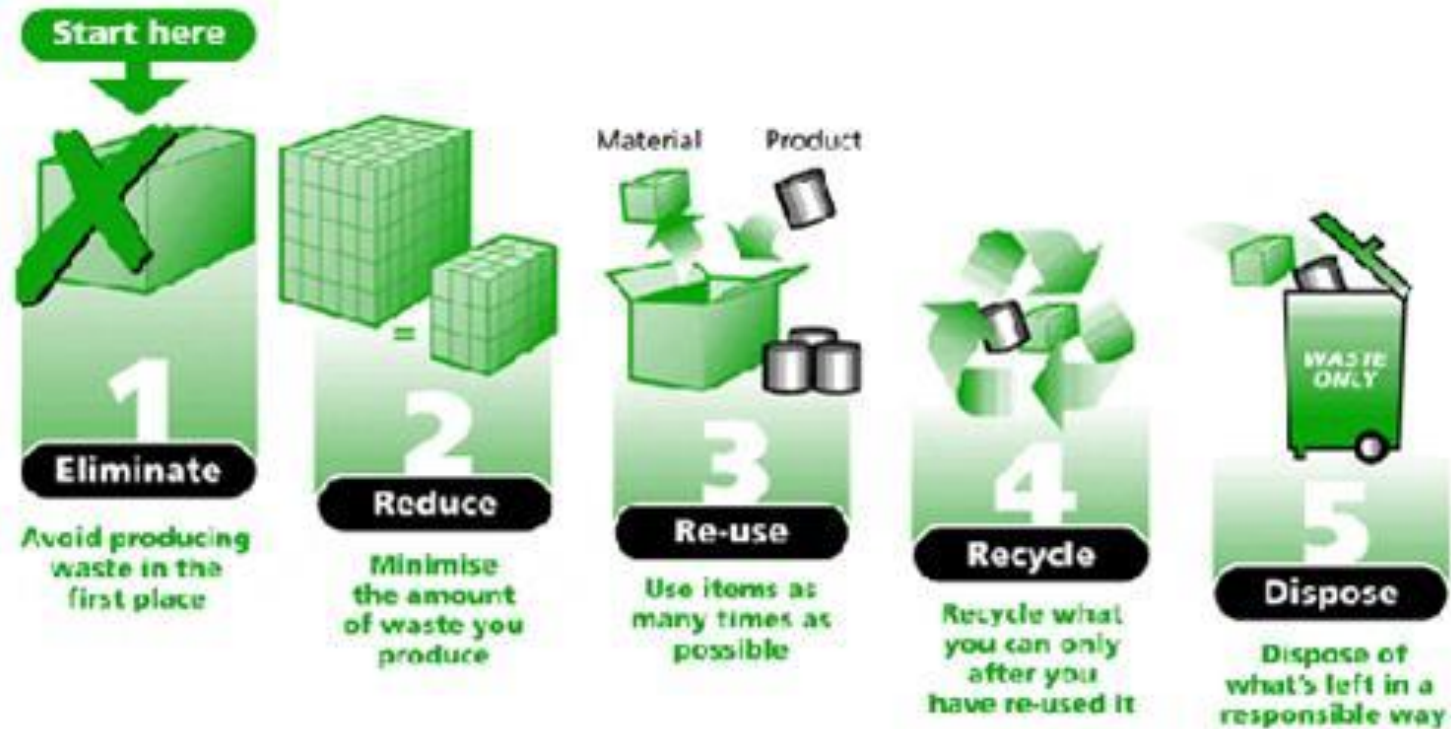 Start here
1
Eliminate
Avoid producing
waste in the
first place
=
2
Reduce
Minimise
the amount
of waste you
produce
Material
Product
3
Re-use
Use items as
many times as
possible
4
Recycle
Recycle what
you can only
after you
have re-used it
WASTE
ONLY
5
Dispose
Dispose of
what's left in a
responsible way